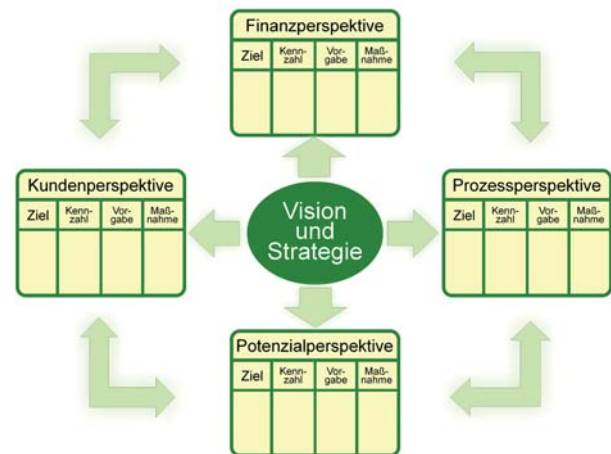 Finanzperspektive
Ziel Kenn-zahl Vor-gabe Maß-nahme
Kundenperspektive
Ziel Kenn-zahl Vor-gabe Maß-nahme
Vision
und
Strategie
Prozessperspektive
Ziel Kenn-zahl Vor-gabe Maß-nahme
Potenzialperspektive
Ziel Kenn-zahl Vor-gabe Maß-nahme